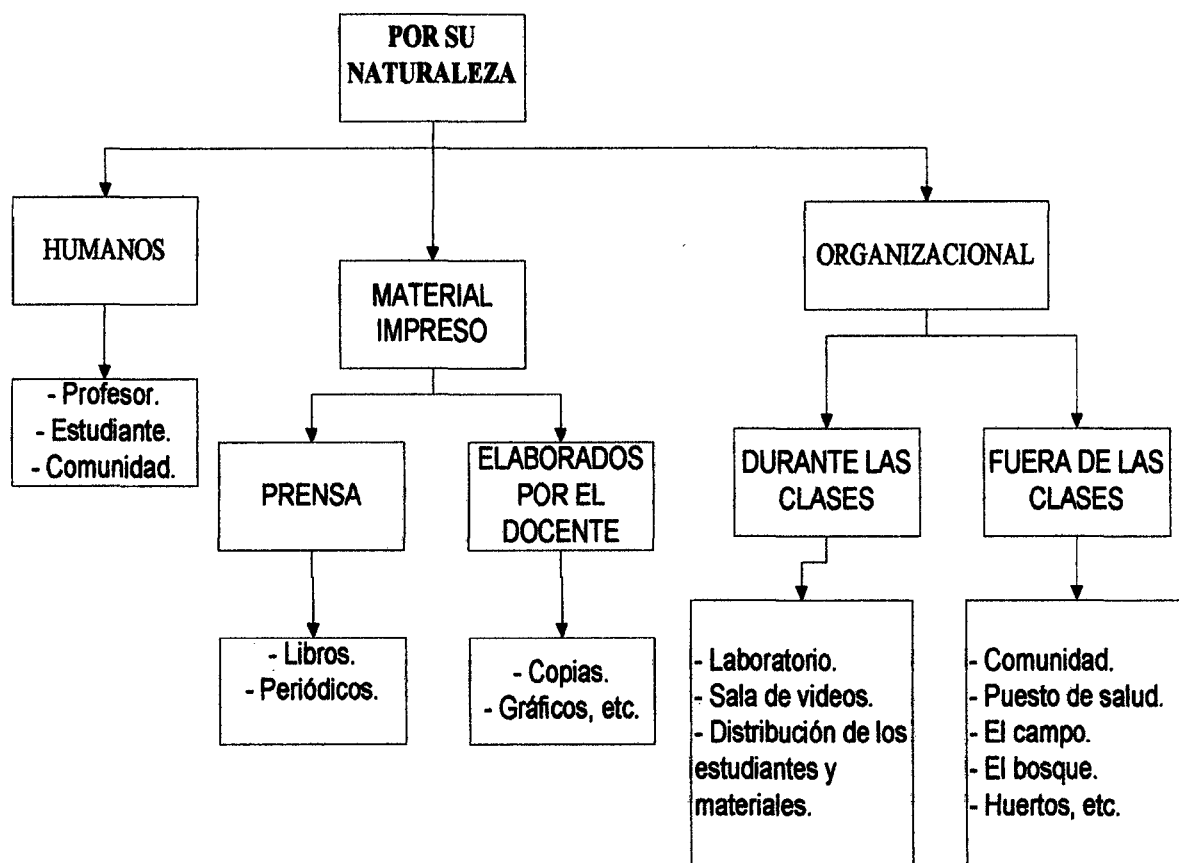 POR SU
NATURALEZA
HUMANOS
- Profesor.
- Estudiante.
- Comunidad.
MATERIAL
IMPRESO
PRENSA
- Libros.
- Periódicos.
ELABORADOS
POR EL
DOCENTE
- Copias.
- Gráficos, etc.
ORGANIZACIONAL
DURANTE LAS
CLASES
- Laboratorio.
- Sala de videos.
- Distribución de los
estudiantes y
materiales.
FUERA DE LAS
CLASES
- Comunidad.
- Puesto de salud.
- El campo.
- El bosque.
- Huertos, etc.